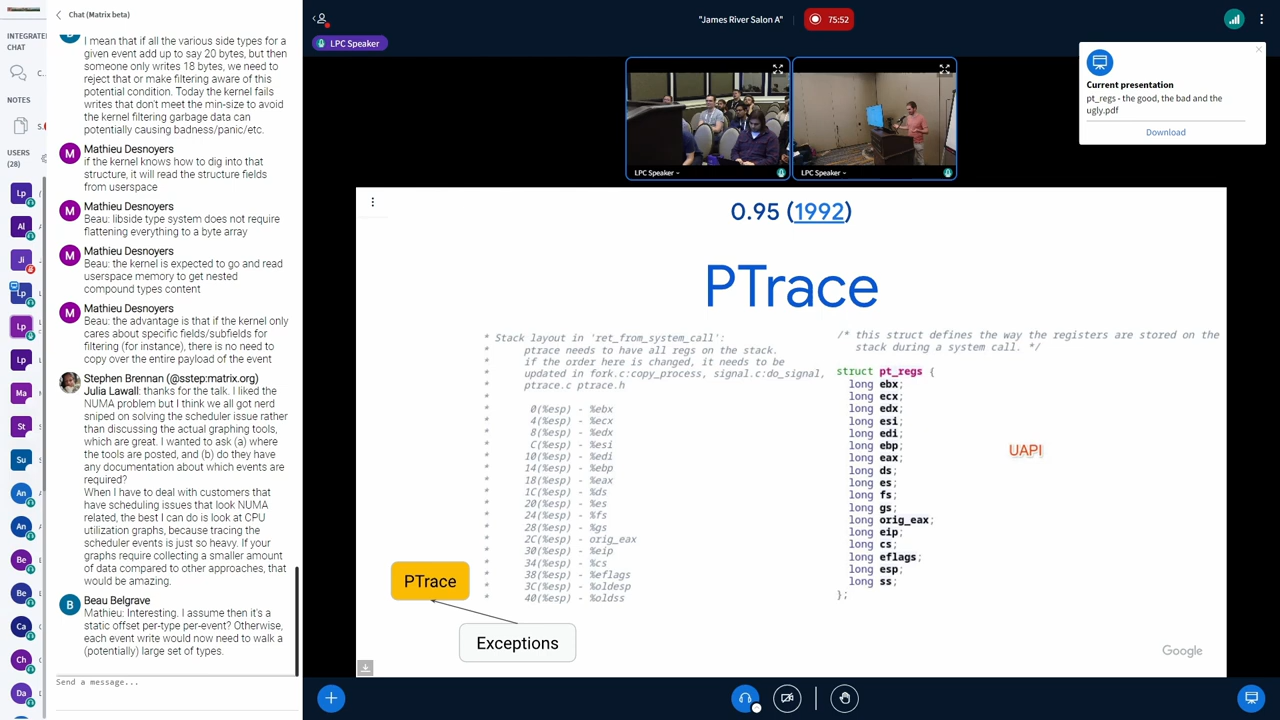 INTEGRATE
CHAT
C.
NOTES
S.
USERS
(28)
Lp
Al
Ji
Lp
Lp
Lp
Ma
St
Su
An
An
Be
Be
Ca
Ch
Da
Chat (Matrix beta)
I mean that if all the various side types for a
given event add up to say 20 bytes, but then
someone only writes 18 bytes, we need to
reject that or make filtering aware of this
potential condition. Today the kernel fails
writes that don't meet the min-size to avoid
the kernel filtering garbage data can
potentially causing badness/panic/etc.
M
Mathieu Desnoyers
if the kernel knows how to dig into that
structure, it will read the structure fields
from userspace
M
Mathieu Desnoyers
Beau: libside type system does not require
flattening everything to a byte array
M
Mathieu Desnoyers
Beau: the kernel is expected to go and read
userspace memory to get nested
compound types content
M
Mathieu Desnoyers
Beau: the advantage is that if the kernel only
cares about specific fields/subfields for
filtering (for instance), there is no need to
copy over the entire payload of the event
Stephen Brennan (@sstep:matrix.org)
Julia Lawall: thanks for the talk. I liked the
NUMA problem but I think we all got nerd
sniped on solving the scheduler issue rather
than discussing the actual graphing tools,
which are great. I wanted to ask (a) where
the tools are posted, and (b) do they have
any documentation about which events are
required?
When I have to deal with customers that
have scheduling issues that look NUMA
related, the best I can do is look at CPU
utilization graphs, because tracing the
scheduler events is just so heavy. If your
graphs require collecting a smaller amount
of data compared to other approaches, that
would be amazing.
B
Beau Belgrave
Mathieu: Interesting. I assume then it's a
static offset per-type per-event? Otherwise,
each event write would now need to walk a
(potentially) large set of types.
Send a message...
"James River Salon A"
75:52
LPC Speaker
LPC Speaker
LPC Speaker
Current presentation
pt_regs - the good, the bad and the
ugly.pdf
Download
0.95 (1992)
PTrace
* Stack layout in 'ret_from_system_call':
* ptrace needs to have all regs on the stack.
* if the order here is changed, it needs to be
* updated in fork.c:copy_process, signal.c:do_signal,
* ptrace.c ptrace.h
*
* 0(%esp) - %ebx
* 4(%esp) - %ecx
* 8(%esp) - %edx
* C(%esp) - %esi
* 10(%esp) - %edi
* 14(%esp) - %ebp
* 18(%esp) - %eax
* 1C(%esp) - %ds
* 20(%esp) - %es
* 24(%esp) - %fs
* 28(%esp) - %gs
* 2C(%esp) - orig_eax
* 30(%esp) - %eip
* 34(%esp) - %cs
* 38(%esp) - %eflags
* 3C(%esp) - %oldesp
* 40(%esp) - %oldss
/* this struct defines the way the registers are stored on the
stack during a system call. */
struct pt_regs {
long ebx;
long ecx;
long edx;
long esi;
long edi;
long ebp;
long eax;
long ds;
long es;
long fs;
long gs;
long orig_eax;
long eip;
long cs;
long eflags;
long esp;
long ss;
};
UAPI
PTrace
Exceptions
Google